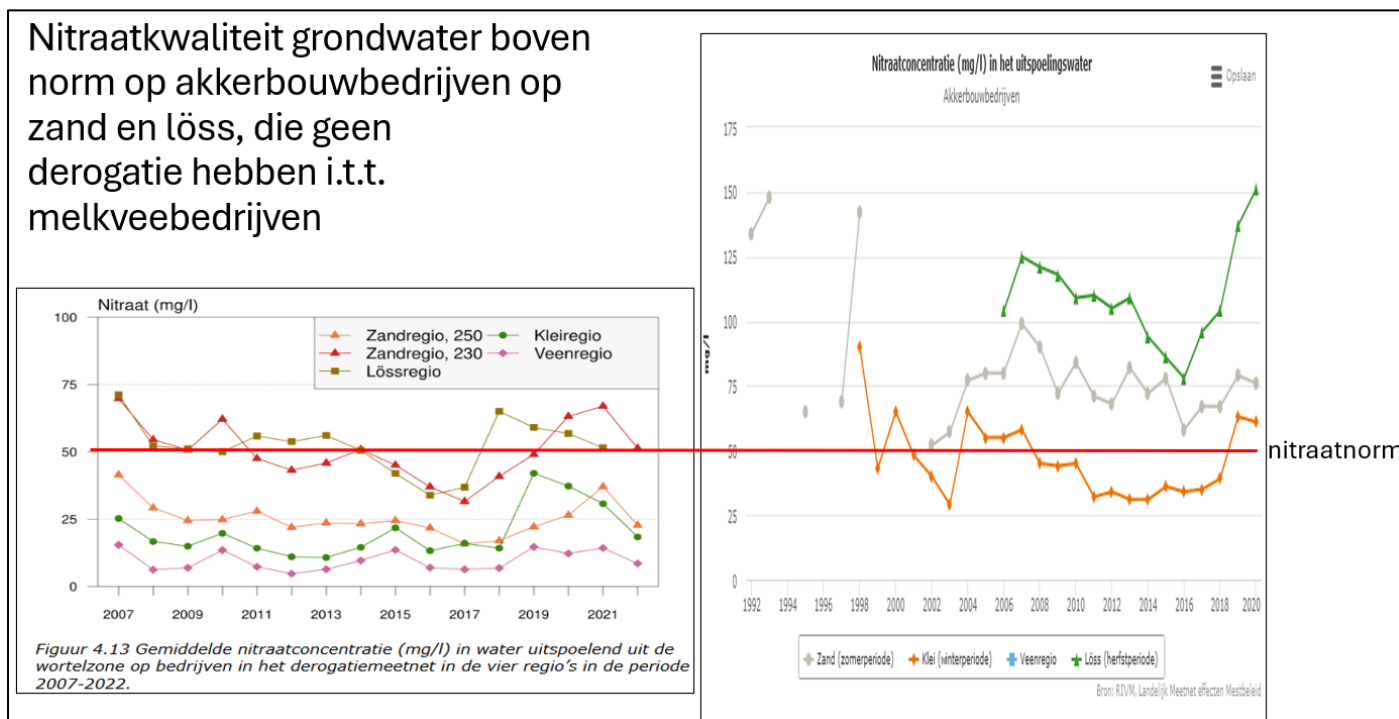 Nitraatkwaliteit grondwater boven
norm op akkerbouwbedrijven op
zand en löss, die geen
derogatie hebben i.t.t.
melkveebedrijven
Nitraat (mg/l)
100
75
50
25
0
Zandregio, 250
Zandregio, 230
Lössregio
Kleiregio
Veenregio
2007 2009 2011 2013 2015 2017 2019 2021
Figuur 4.13 Gemiddelde nitraatconcentratie (mg/l) in water uitspoelend uit de
wortelzone op bedrijven in het derogatiemeetnet in de vier regio's in de periode
2007-2022.
Nitraatconcentratie (mg/l) in het uitspoelingswater
Akkerbouwbedrijven
Opslaan
mg/l
175
150
125
100
75
50
25
0
1992 1994 1996 1998 2000 2002 2004 2006 2008 2010 2012 2014 2016 2018 2020
Zand (zomerperiode) Klei (winterperiode) Veenregio Löss (herfstperiode)
Bron: RIVM, Landelijk Meetnet effecten Mestbeleid
nitraatnorm